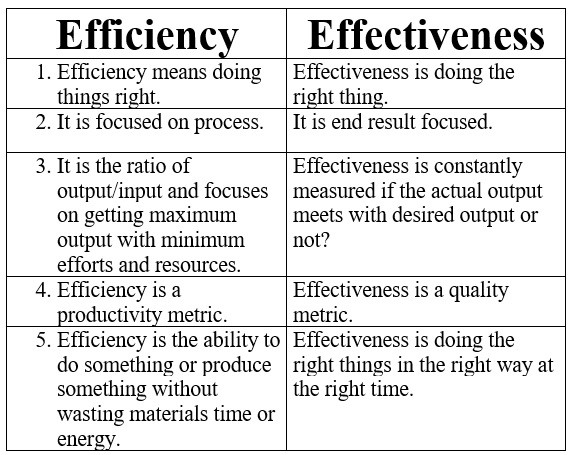 Efficiency
Effectiveness
1. Efficiency means doing
things right.
Effectiveness is doing the
right thing.
2. It is focused on process.
It is end result focused.
3. It is the ratio of
output/input and focuses
on getting maximum
output with minimum
efforts and resources.
Effectiveness is constantly
measured if the actual output
meets with desired output or
not?
4. Efficiency is a
productivity metric.
Effectiveness is a quality
metric.
5. Efficiency is the ability to
do something or produce
something without
wasting materials time or
energy.
Effectiveness is doing the
right things in the right way at
the right time.